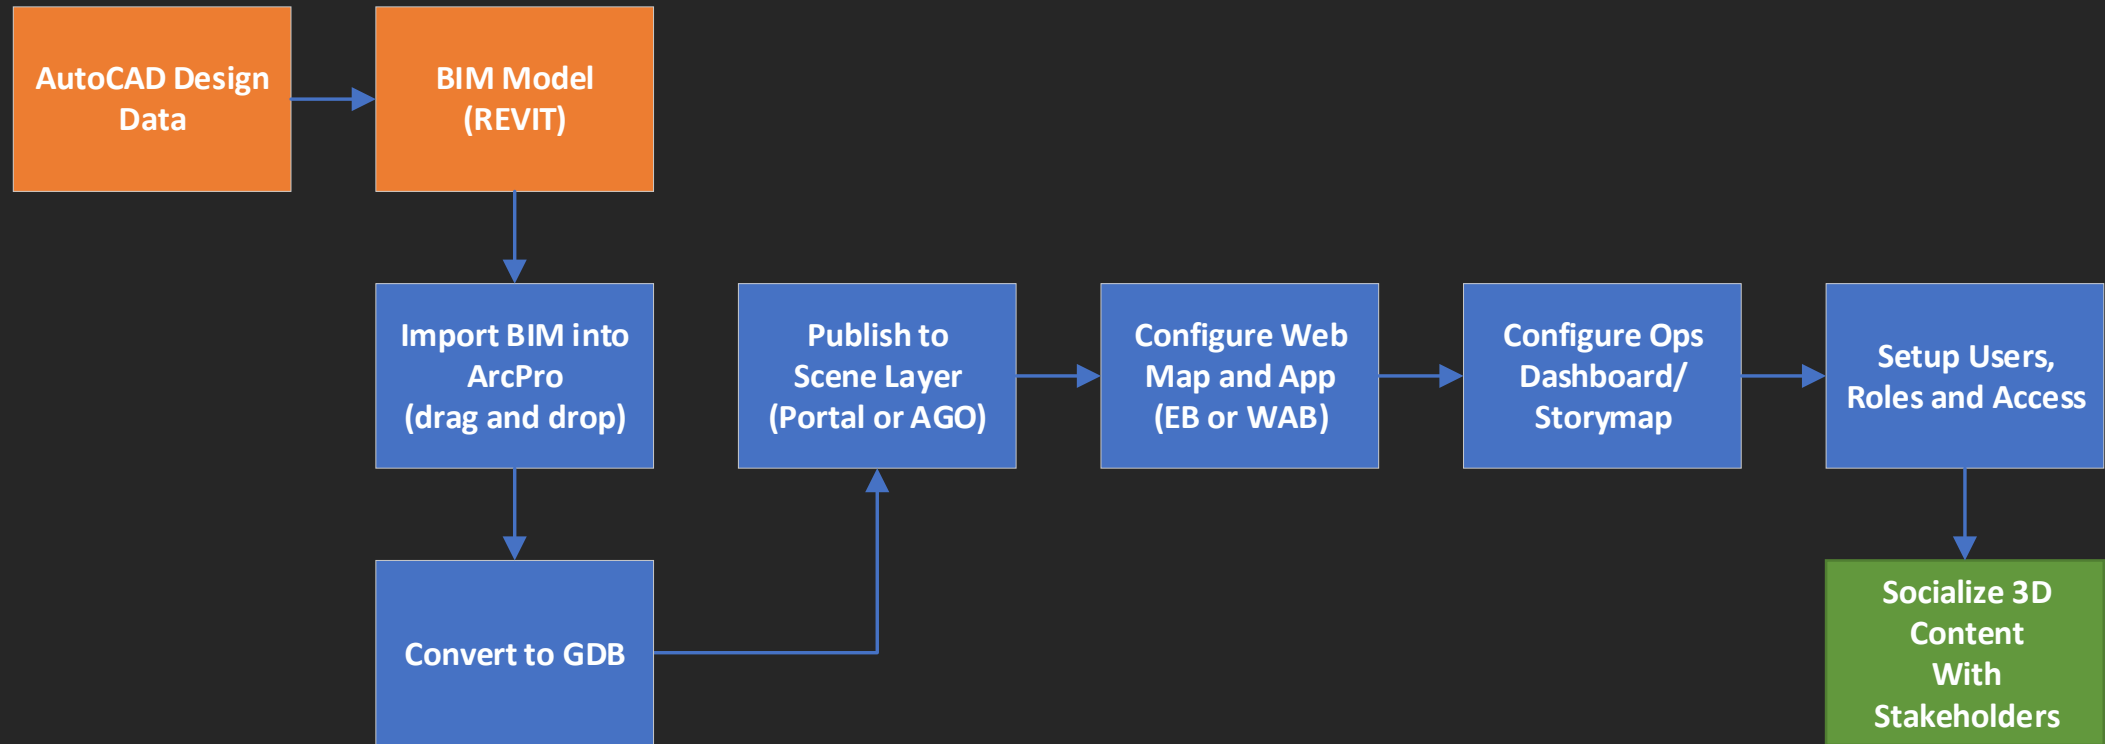 AutoCAD Design
Data
BIM Model
(REVIT)
Import BIM into
ArcPro
(drag and drop)
Convert to GDB
Publish to
Scene Layer
(Portal or AGO)
Configure Web
Map and App
(EB or WAB)
Configure Ops
Dashboard/
Storymap
Setup Users,
Roles and Access
Socialize 3D
Content
With
Stakeholders